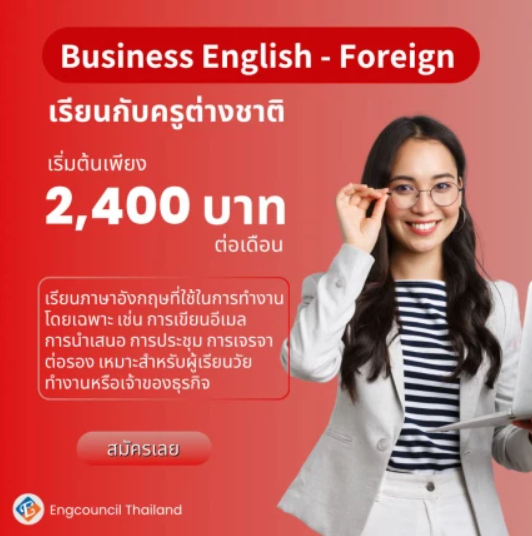 Business English - Foreign
เรียนกับครูต่างชาติ
เริ่มต้นเพียง
2,400 บาท
ต่อเดือน
เรียนภาษาอังกฤษที่ใช้ในการทำงาน
โดยเฉพาะ เช่น การเขียนอีเมล
การนำเสนอ การประชุม การเจรจา
ต่อรอง เหมาะสำหรับผู้เรียนวัย
ทำงานหรือเจ้าของธุรกิจ
สมัครเลย
Engcouncil Thailand